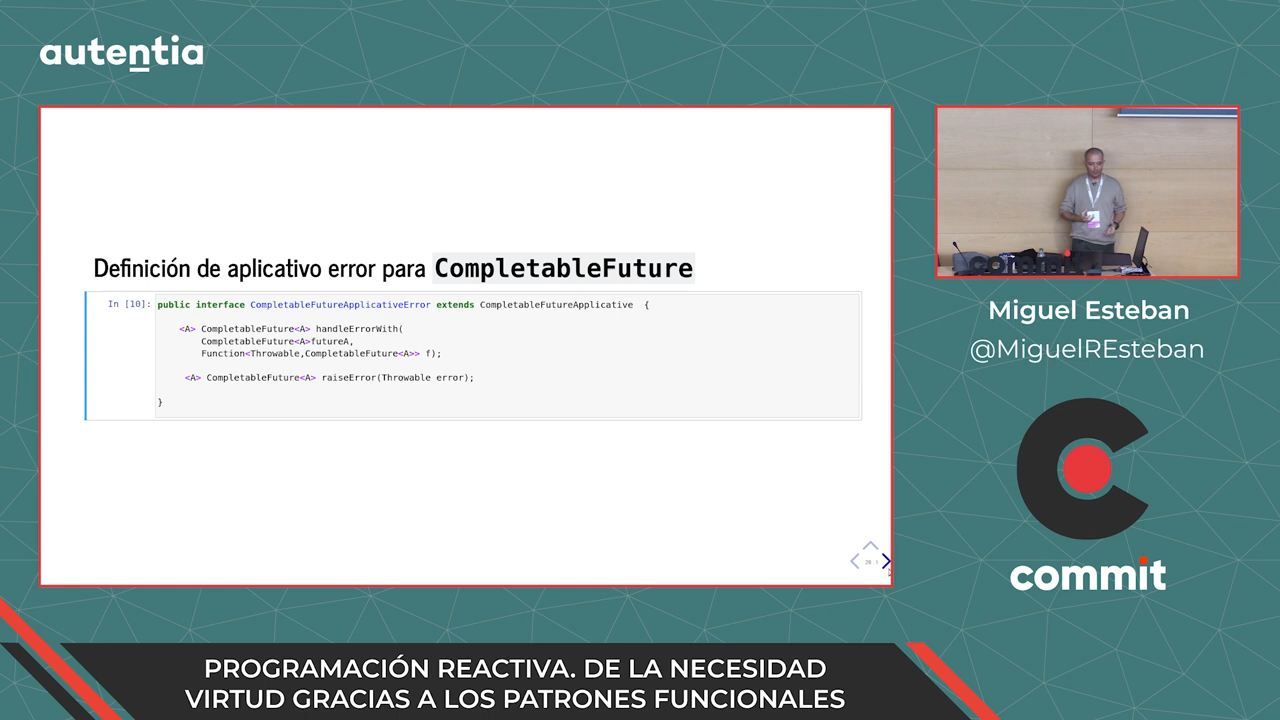 autentia
Definición de aplicativo error para CompletableFuture
In [10]: public interface CompletableFutureApplicativeError extends CompletableFutureApplicative {
<A> CompletableFuture<A> handleErrorWith(
CompletableFuture<A>futureA,
Function<Throwable,CompletableFuture<A>> f);
<A> CompletableFuture<A> raiseError(Throwable error);
}
Miguel Esteban
@MiguelREsteban
commit
PROGRAMACIÓN REACTIVA. DE LA NECESIDAD
VIRTUD GRACIAS A LOS PATRONES FUNCIONALES